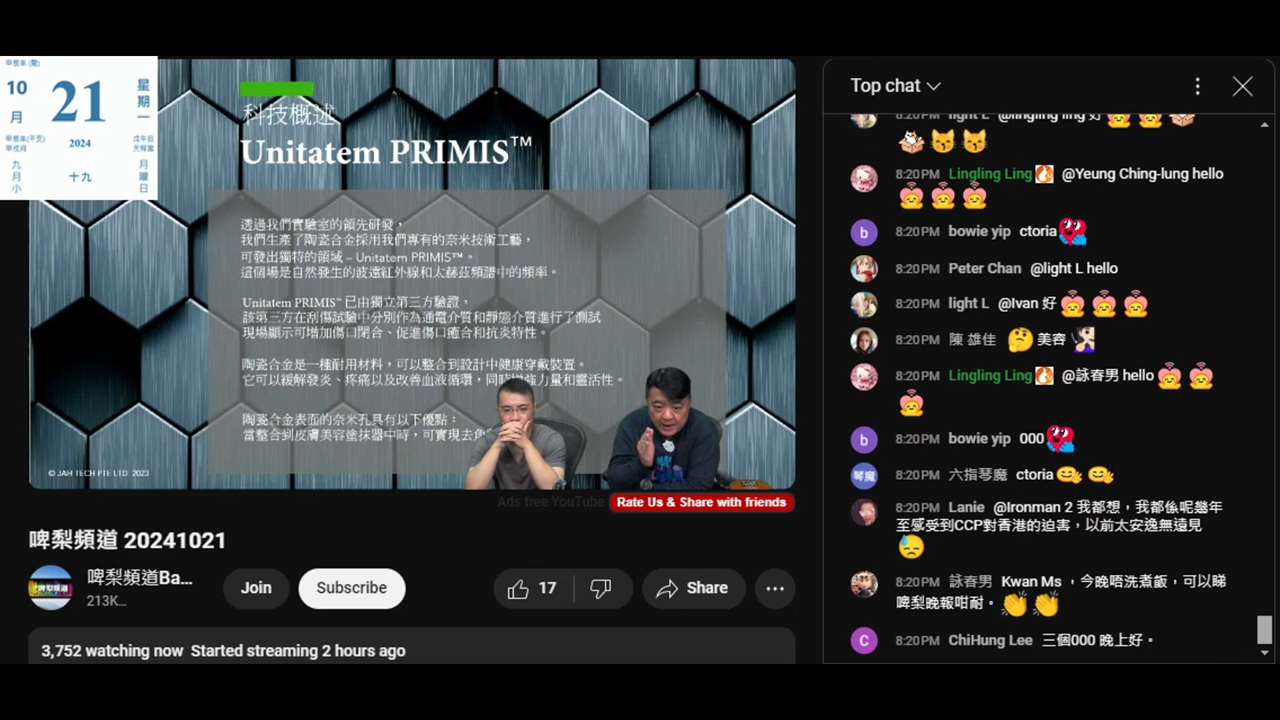 甲辰年(龍)
10
月
21
2024
十九
星
期
一
九
月
小
月
曜
日
科技概述
Unitatem PRIMIS™
透過我們實驗室的領先研發，
我們生產了陶瓷合金採用我們專有的奈米技術工藝，
可發出獨特的領域 – Unitatem PRIMIS™。
這個場是自然發生的波遠紅外線和太赫茲頻譜中的頻率。
Unitatem PRIMIS™ 已由獨立第三方驗證，
該第三方在刮傷試驗中分別作為通電介質和靜態介質進行了測試
現場顯示可增加傷口閉合、促進傷口癒合和抗炎特性。
陶瓷合金是一種耐用材料，可以整合到設計中健康穿戴裝置。
它可以緩解發炎、疼痛以及改善血液循環，同時增強力量和靈活性。
陶瓷合金表面的奈米孔具有以下優點：
當整合到皮膚美容塗抹器中時，可實現去角
© JAH TECH PTE LTD 2023
Ads free YouTube
Rate Us & Share with friends
啤梨頻道 20241021
啤梨頻道Ba...
213K...
Join
Subscribe
17
Share
3,752 watching now Started streaming 2 hours ago
Top chat
8:20PM light L @lingling ling 好
8:20PM Lingling Ling @Yeung Ching-lung hello
8:20PM bowie yip ctoria
8:20PM Peter Chan @light L hello
8:20PM light L @Ivan 好
8:20PM 陳 雄佳 美容
8:20PM Lingling Ling @詠春男 hello
8:20PM bowie yip 000
8:20PM 六指琴魔 ctoria
8:20PM Lanie @Ironman 2 我都想，我都係呢幾年
至感受到CCP對香港的迫害，以前太安逸無遠見
8:20PM 詠春男 Kwan Ms ，今晚唔洗煮飯，可以睇
啤梨晚報咁耐。
8:20PM ChiHung Lee 三個000 晚上好。